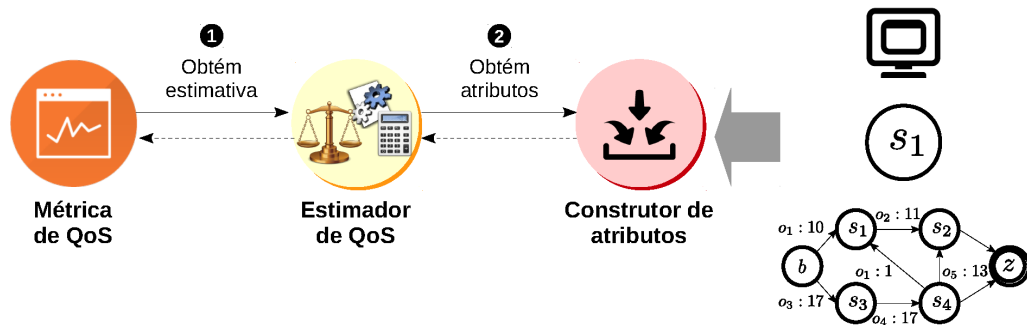 1
Obtém
estimativa
2
Obtém
atributos
Métrica
de QoS
Estimador
de QoS
Construtor de
atributos
s1
o1 : 10
s1
o2 : 11
s2
b
o1 : 1
o5 : 13
z
o3 : 17
s3
o4 : 17
s4